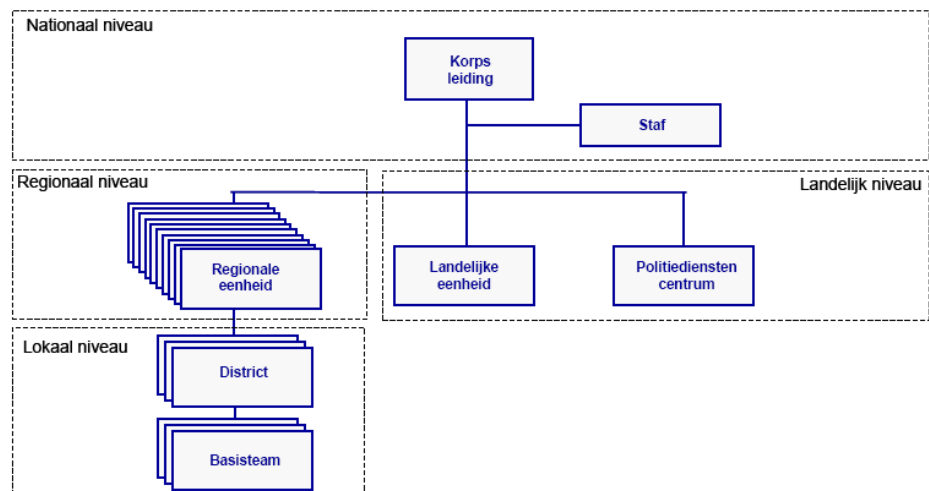 Nationaal niveau
Korps
leiding
Staf
Regionaal niveau
Landelijk niveau
Regionale
eenheid
Landelijke
eenheid
Politiediensten
centrum
Lokaal niveau
District
Basisteam